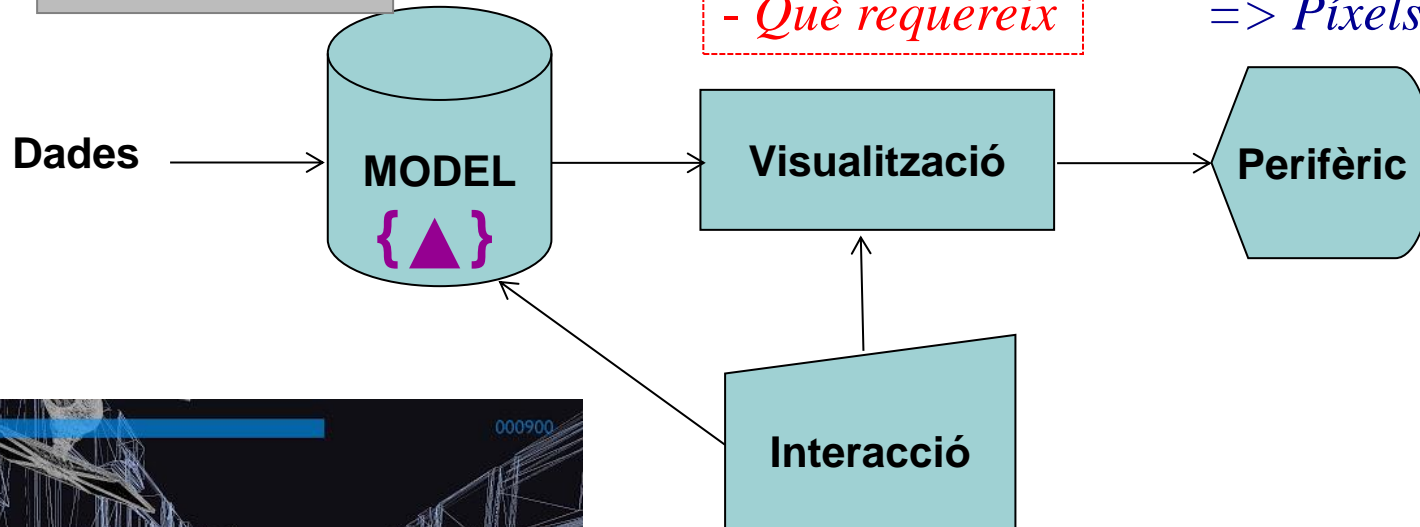 - Què requereix
=> Píxels
Dades
MODEL
{▲}
Visualització
Perifèric
000900
Interacció